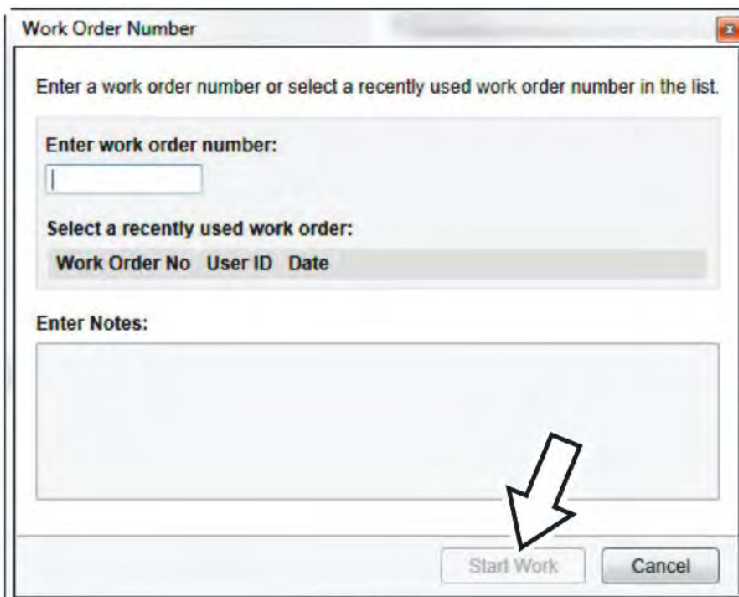 Work Order Number
Enter a work order number or select a recently used work order number in the list.
Enter work order number:
Select a recently used work order:
Work Order No User ID Date
Enter Notes:
Start Work Cancel